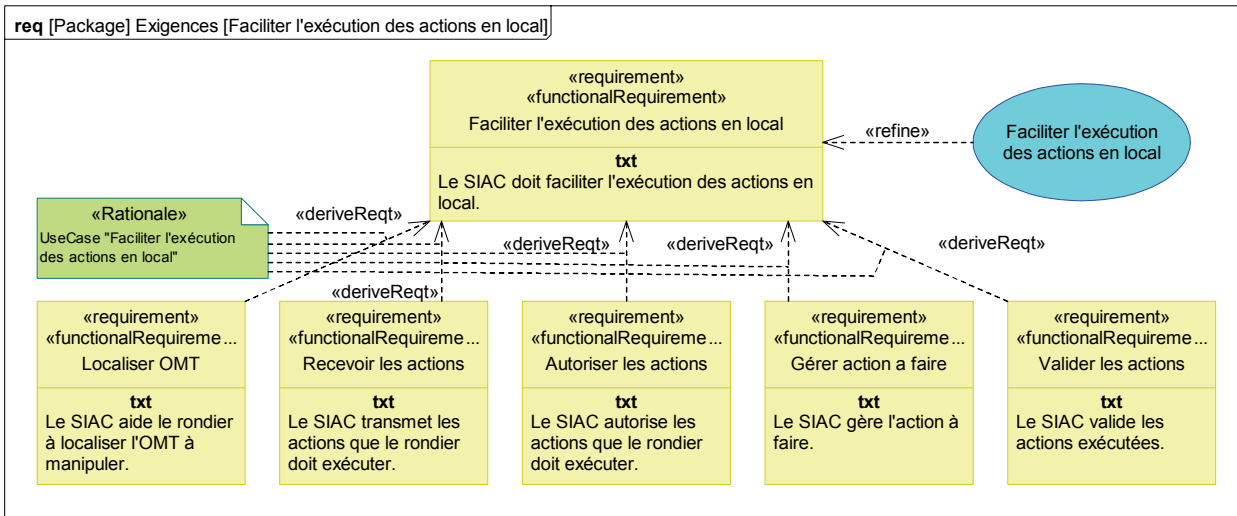 req [Package] Exigences [Faciliter l'exécution des actions en local]
«requirement»
«functionalRequirement»
Faciliter l'exécution des actions en local
txt
Le SIAC doit faciliter l'exécution des actions en
local.
«refine»
Faciliter l'exécution
des actions en local
«Rationale»
UseCase "Faciliter l'exécution
des actions en local"
«deriveReqt»
«deriveReqt»
«deriveReqt»
«deriveReqt»
«deriveReqt»
«requirement»
«functionalRequireme...
Localiser OMT
txt
Le SIAC aide le rondier
à localiser l'OMT à
manipuler.
«requirement»
«functionalRequireme...
Recevoir les actions
txt
Le SIAC transmet les
actions que le rondier
doit exécuter.
«requirement»
«functionalRequireme...
Autoriser les actions
txt
Le SIAC autorise les
actions que le rondier
doit exécuter.
«requirement»
«functionalRequireme...
Gérer action a faire
txt
Le SIAC gère l'action à
faire.
«requirement»
«functionalRequireme...
Valider les actions
txt
Le SIAC valide les
actions exécutées.